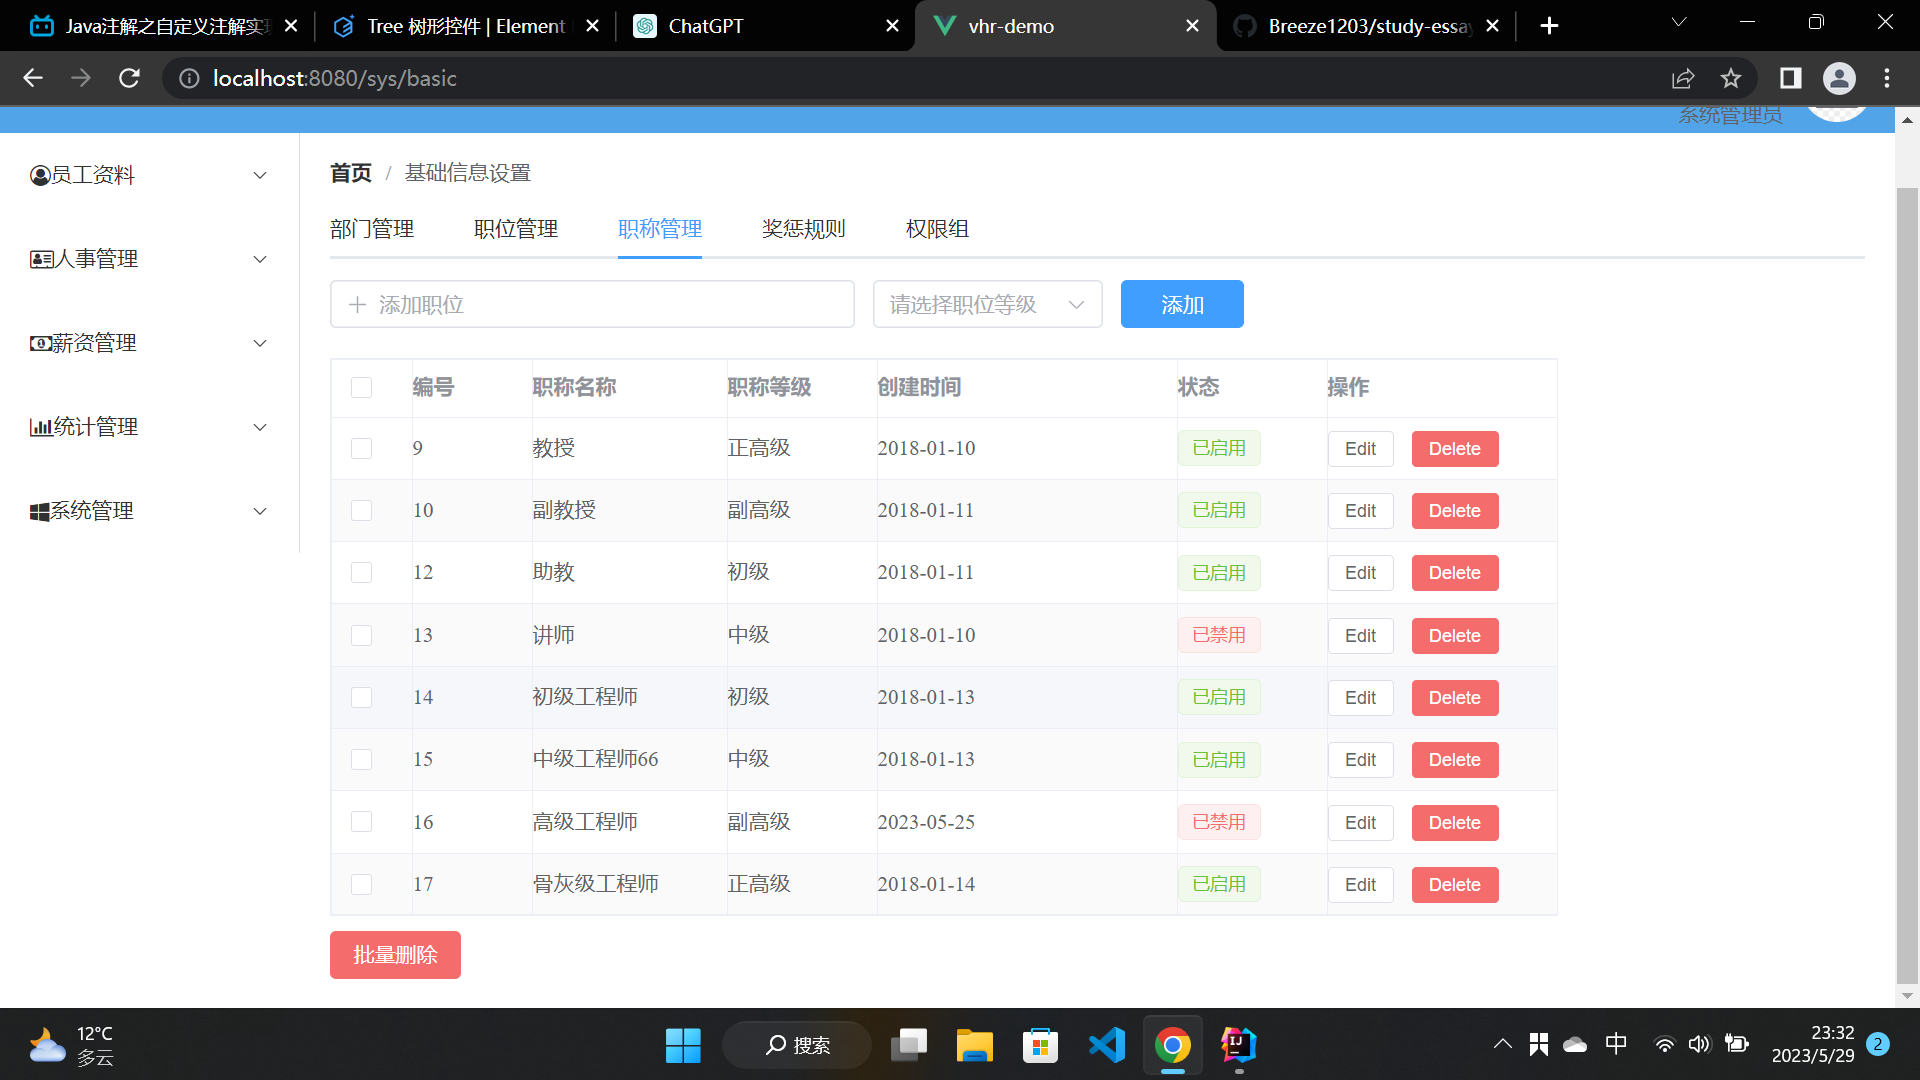 Java注解之自定义注解实现
Tree 树形控件 | Element
ChatGPT
vhr-demo
Breeze1203/study-essay
localhost:8080/sys/basic
系统管理员
员工资料
人事管理
薪资管理
统计管理
系统管理
首页 / 基础信息设置
部门管理 职位管理 职称管理 奖惩规则 权限组
添加职位 请选择职位等级 添加
编号 职称名称 职称等级 创建时间 状态 操作
9 教授 正高级 2018-01-10 已启用 Edit Delete
10 副教授 副高级 2018-01-11 已启用 Edit Delete
12 助教 初级 2018-01-11 已启用 Edit Delete
13 讲师 中级 2018-01-10 已禁用 Edit Delete
14 初级工程师 初级 2018-01-13 已启用 Edit Delete
15 中级工程师66 中级 2018-01-13 已启用 Edit Delete
16 高级工程师 副高级 2023-05-25 已禁用 Edit Delete
17 骨灰级工程师 正高级 2018-01-14 已启用 Edit Delete
批量删除
12°C
多云
搜索
中
23:32
2023/5/29
2